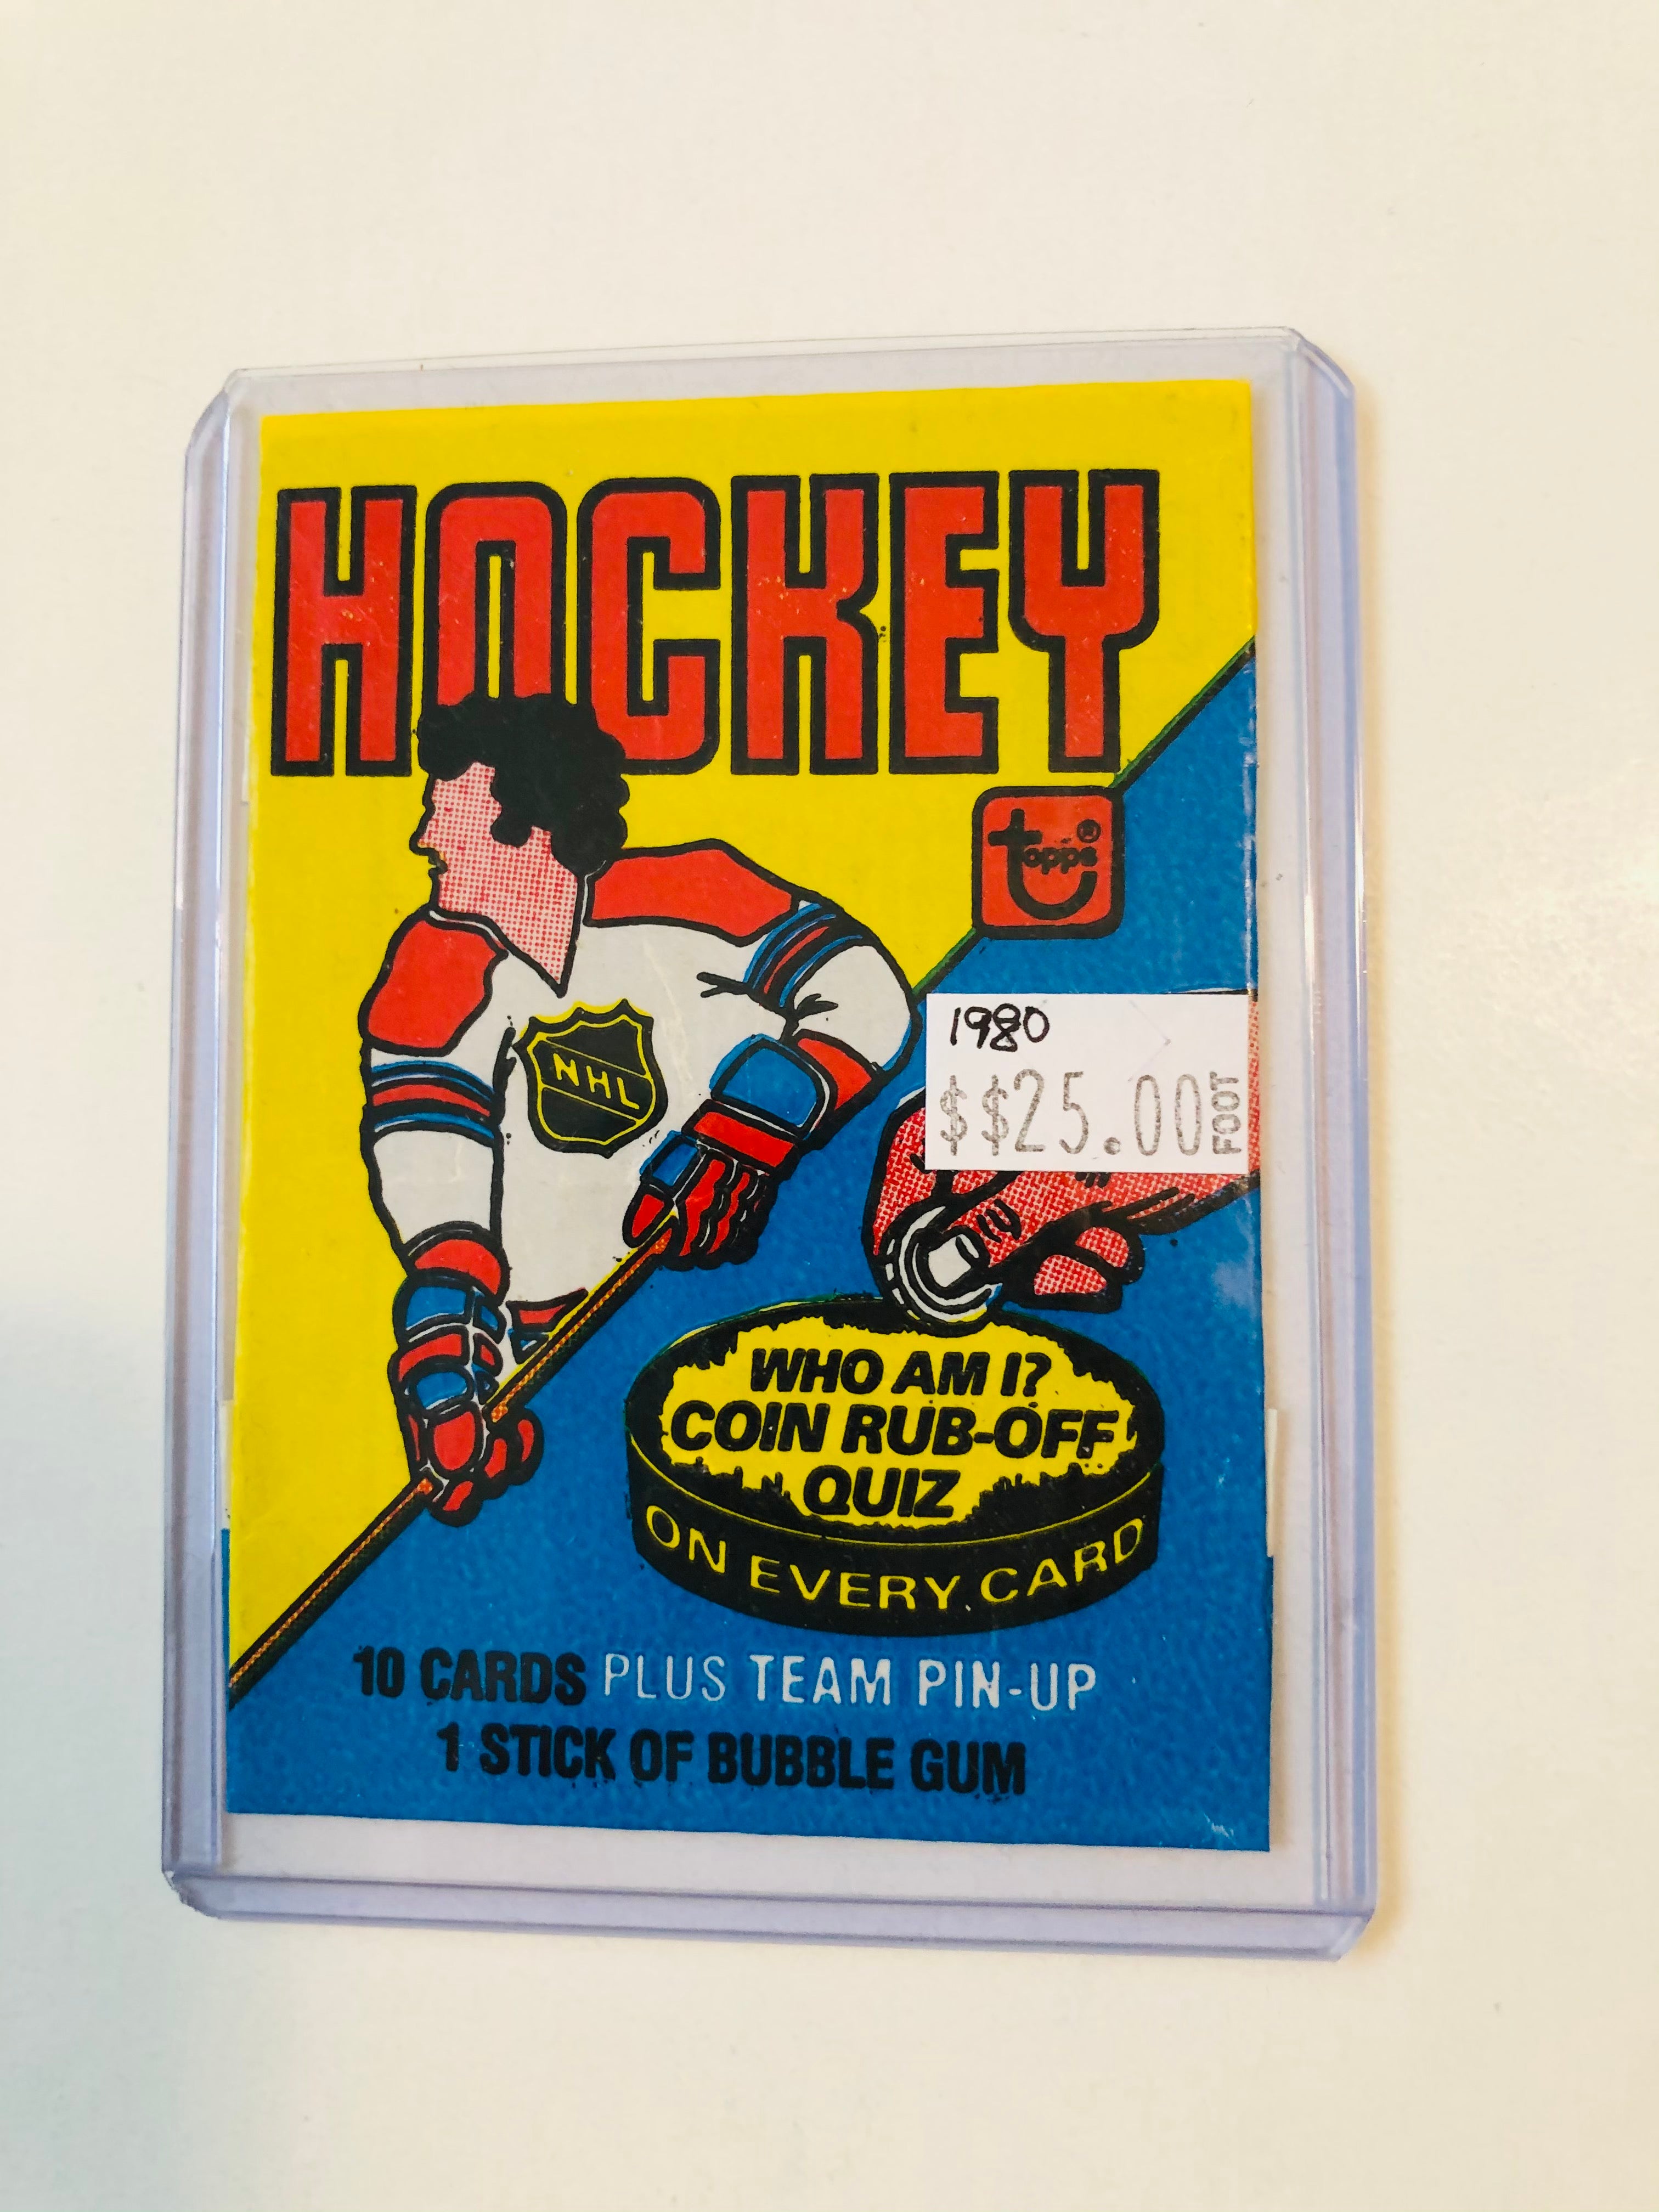 HOCKEY
topps®
NHL
1980
$$25.00
FOOT
WHO AM I?
COIN RUB-OFF
QUIZ
ON EVERY CARD
10 CARDS PLUS TEAM PIN-UP
1 STICK OF BUBBLE GUM